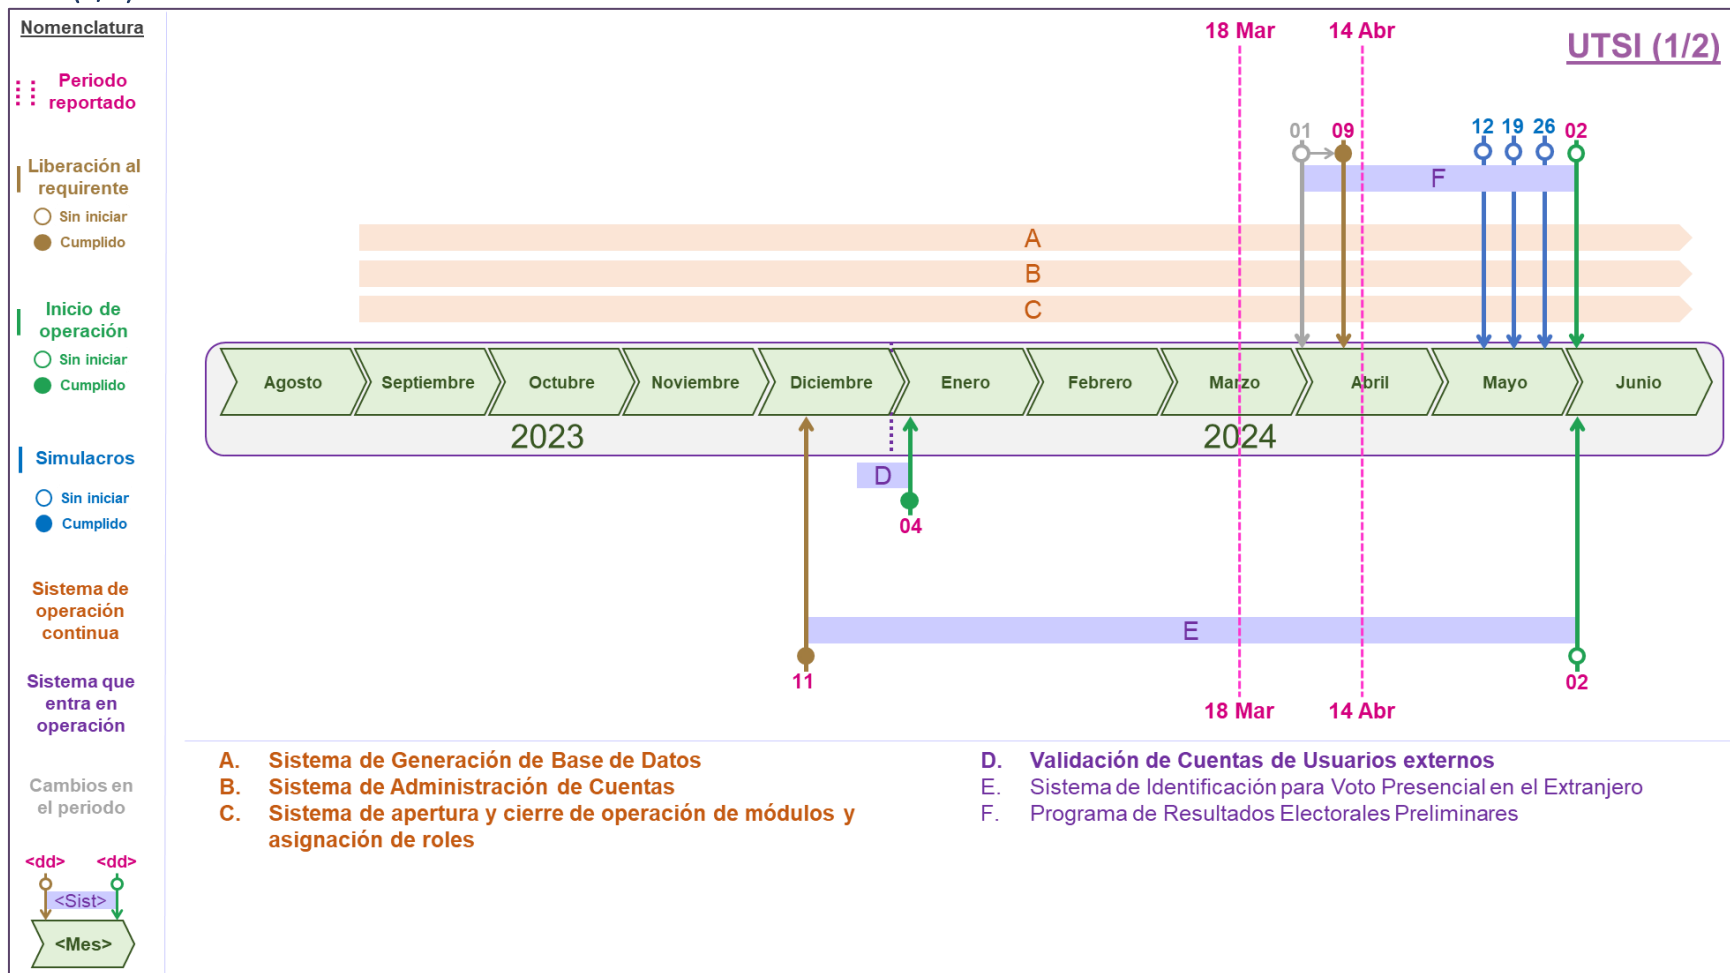 Nomenclatura
Periodo
reportado
Liberación al
requirente
Sin iniciar
Cumplido
Inicio de
operación
Sin iniciar
Cumplido
Simulacros
Sin iniciar
Cumplido
Sistema de
operación
continua
Sistema que
entra en
operación
Cambios en
el periodo
<dd> <dd>
<Sist>
<Mes>
18 Mar 14 Abr
UTSI (1/2)
01 09 12 19 26 02
F
A
B
C
Agosto Septiembre Octubre Noviembre Diciembre Enero Febrero Marzo Abril Mayo Junio
2023 2024
D
04
E
11 02
18 Mar 14 Abr
A. Sistema de Generación de Base de Datos
B. Sistema de Administración de Cuentas
C. Sistema de apertura y cierre de operación de módulos y
asignación de roles
D. Validación de Cuentas de Usuarios externos
E. Sistema de Identificación para Voto Presencial en el Extranjero
F. Programa de Resultados Electorales Preliminares